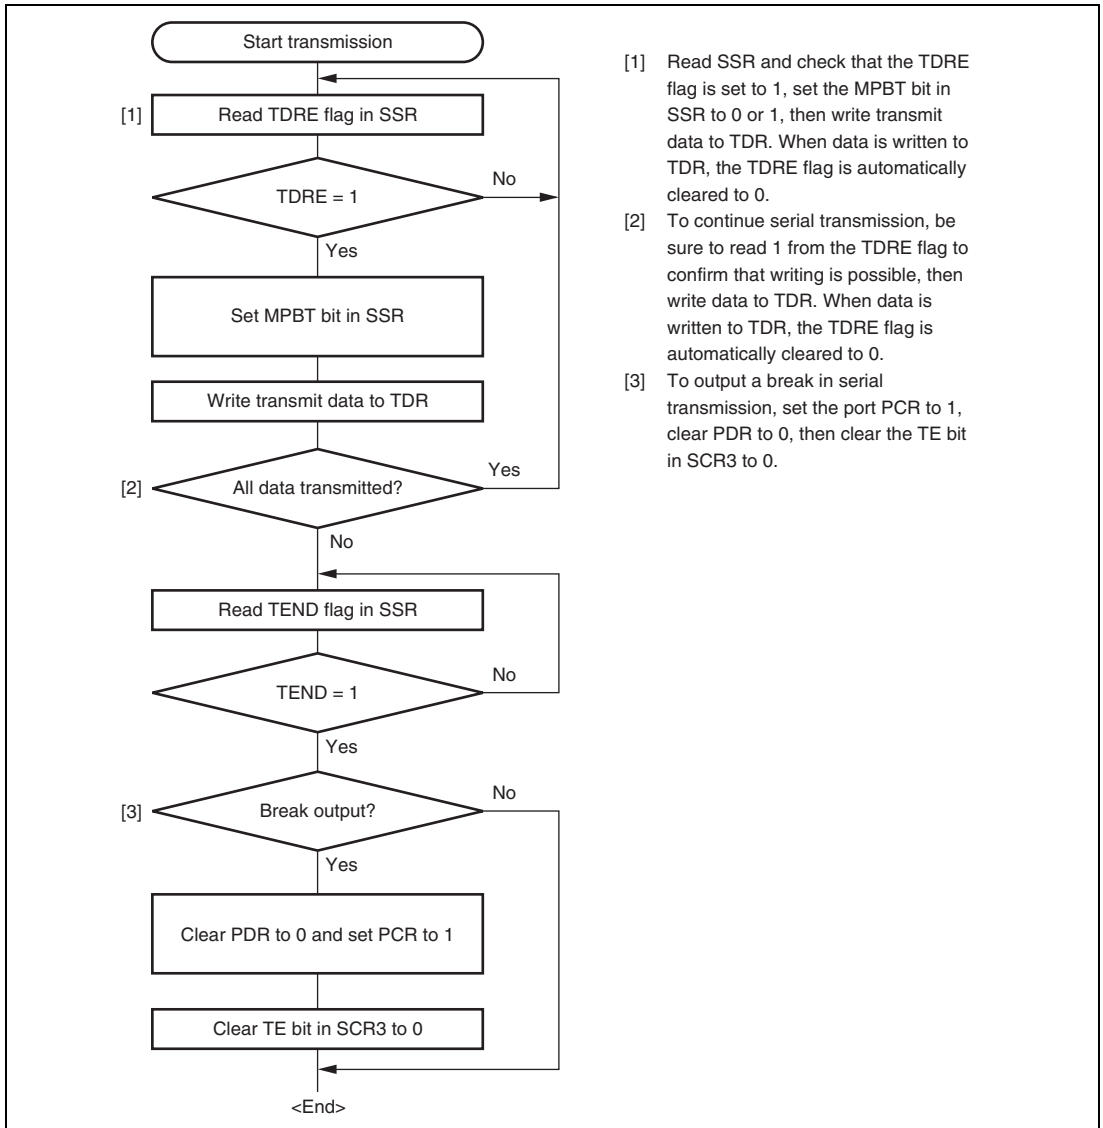 Start transmission
[1]
Read TDRE flag in SSR
TDRE = 1
No
Yes
Set MPBT bit in SSR
Write transmit data to TDR
[2]
All data transmitted?
Yes
No
Read TEND flag in SSR
TEND = 1
No
Yes
[3]
Break output?
No
Yes
Clear PDR to 0 and set PCR to 1
Clear TE bit in SCR3 to 0
<End>
[1] Read SSR and check that the TDRE
flag is set to 1, set the MPBT bit in
SSR to 0 or 1, then write transmit
data to TDR. When data is written to
TDR, the TDRE flag is automatically
cleared to 0.
[2] To continue serial transmission, be
sure to read 1 from the TDRE flag to
confirm that writing is possible, then
write data to TDR. When data is
written to TDR, the TDRE flag is
automatically cleared to 0.
[3] To output a break in serial
transmission, set the port PCR to 1,
clear PDR to 0, then clear the TE bit
in SCR3 to 0.